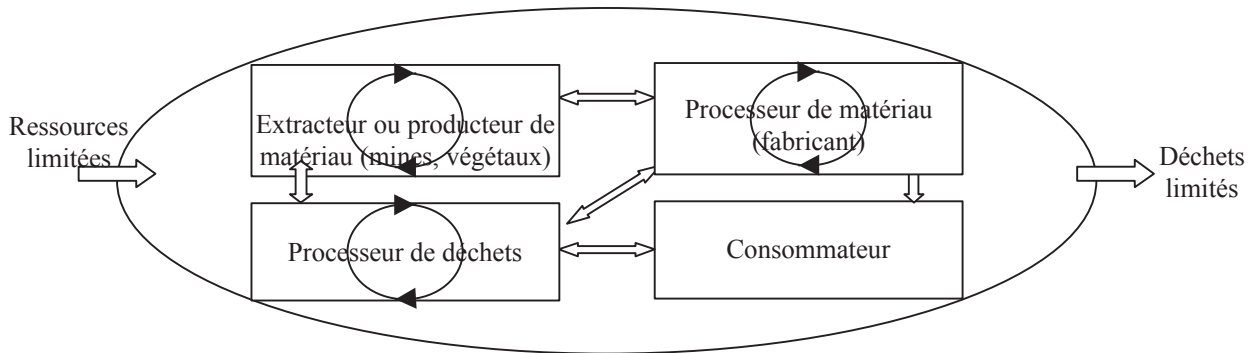 Ressources
limitées
Extracteur ou producteur de
matériau (mines, végétaux)
Processeur de matériau
(fabricant)
Processeur de déchets
Consommateur
Déchets
limités